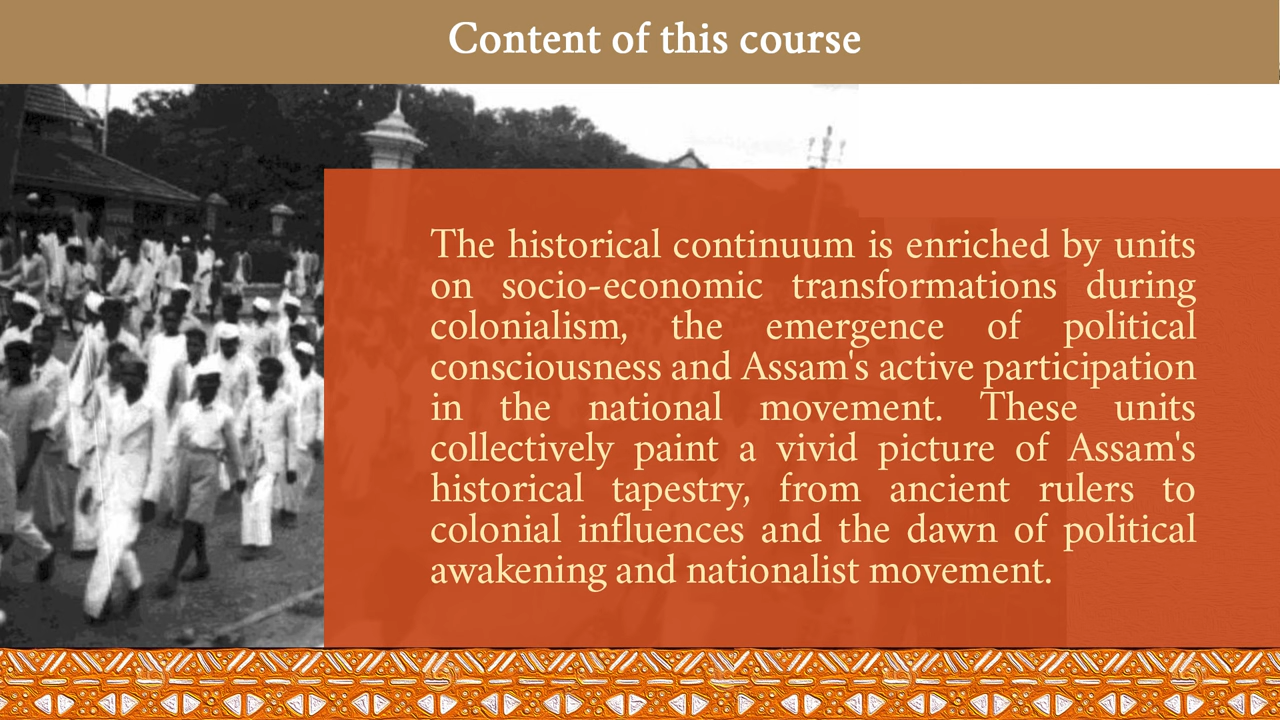 Content of this course
The historical continuum is enriched by units
on socio-economic transformations during
colonialism, the emergence of political
consciousness and Assam's active participation
in the national movement. These units
collectively paint a vivid picture of Assam's
historical tapestry, from ancient rulers to
colonial influences and the dawn of political
awakening and nationalist movement.